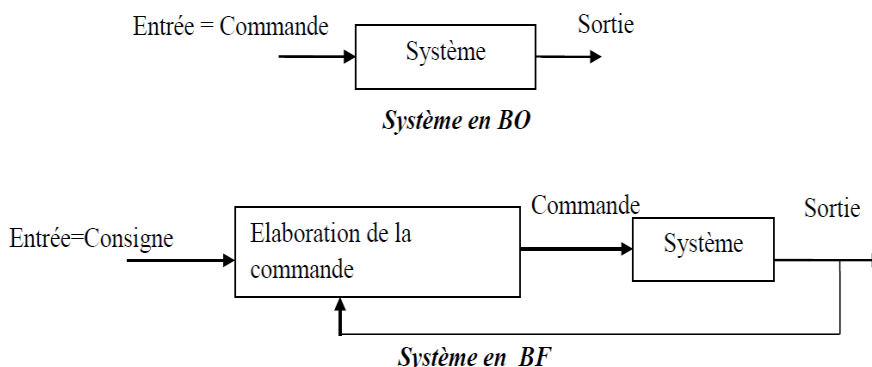 Entrée = Commande
Système
Sortie
Système en BO
Entrée=Consigne
Elaboration de la
commande
Commande
Système
Sortie
Système en BF